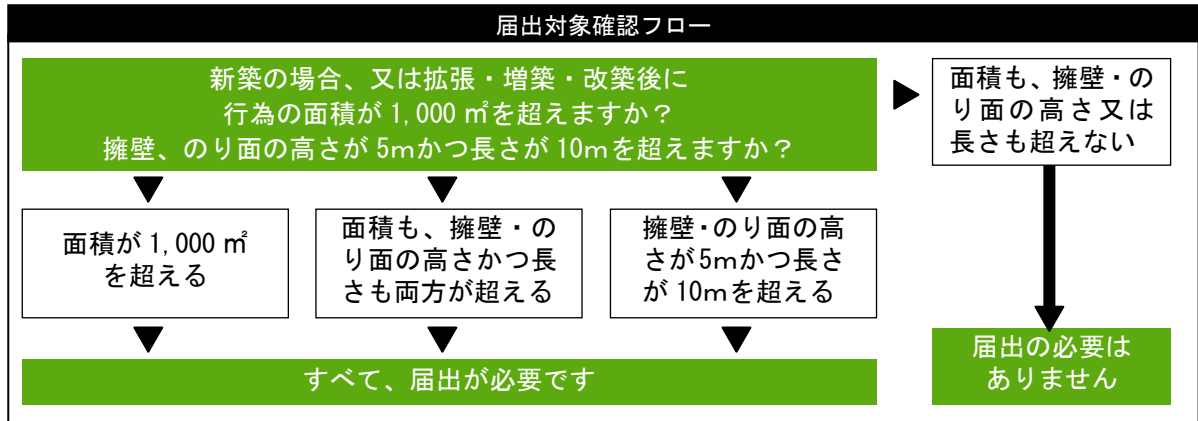 届出対象確認フロー
新築の場合、又は拡張・増築・改築後に
行為の面積が 1,000 ㎡を超えますか？
擁壁、のり面の高さが 5ｍかつ長さが 10ｍを超えますか？
面積も、擁壁・の
り面の高さ又は
長さも超えない
面積が 1,000 ㎡
を超える
面積も、擁壁・の
り面の高さかつ長
さも両方が超える
擁壁・のり面の高
さが5ｍかつ長さ
が 10ｍを超える
すべて、届出が必要です
届出の必要は
ありません